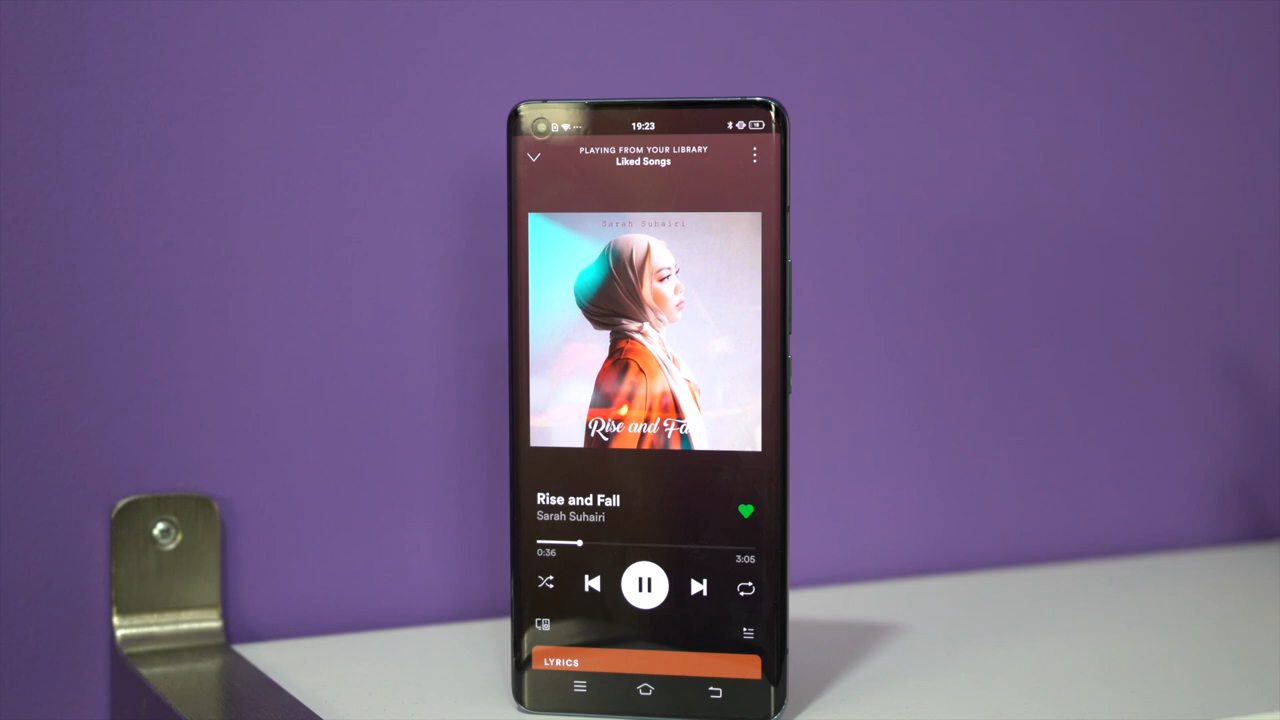 19:23
18
PLAYING FROM YOUR LIBRARY
Liked Songs
Sarah Suhairi
Rise and Fa
Rise and Fall
Sarah Suhairi
0:36
3:05
LYRICS